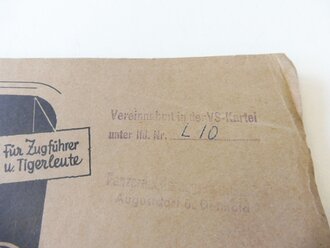 Vereinnahmt in der VS-Kartei
unter lfd. Nr. L 10
Für Zugführer
u. Tigerleute
Augustdorf ü. Detmold